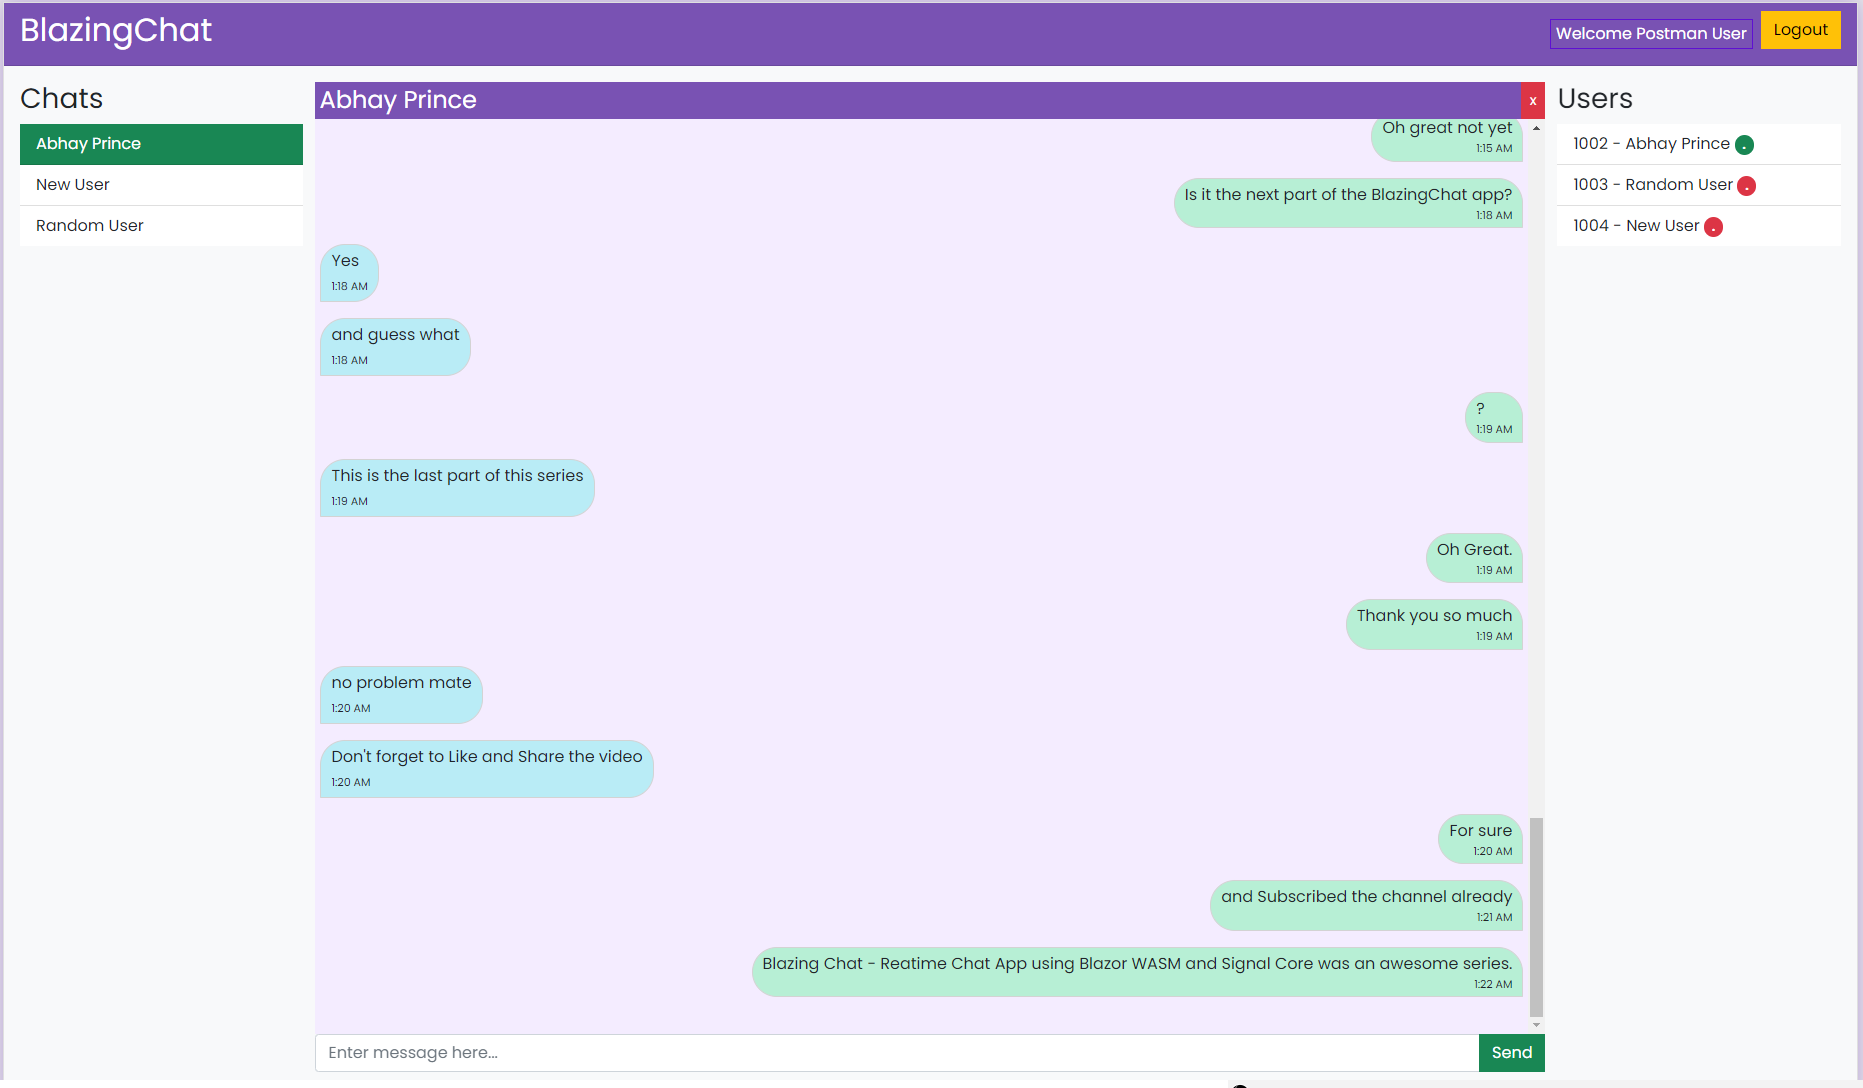 BlazingChat
Welcome Postman User
Logout
Chats
Abhay Prince
New User
Random User
Abhay Prince
x
Oh great not yet
1:15 AM
Is it the next part of the BlazingChat app?
1:18 AM
Yes
1:18 AM
and guess what
1:18 AM
?
1:19 AM
This is the last part of this series
1:19 AM
Oh Great.
1:19 AM
Thank you so much
1:19 AM
no problem mate
1:20 AM
Don't forget to Like and Share the video
1:20 AM
For sure
1:20 AM
and Subscribed the channel already
1:21 AM
Blazing Chat - Reatime Chat App using Blazor WASM and Signal Core was an awesome series.
1:22 AM
Enter message here...
Send
Users
1002 - Abhay Prince .
1003 - Random User .
1004 - New User .